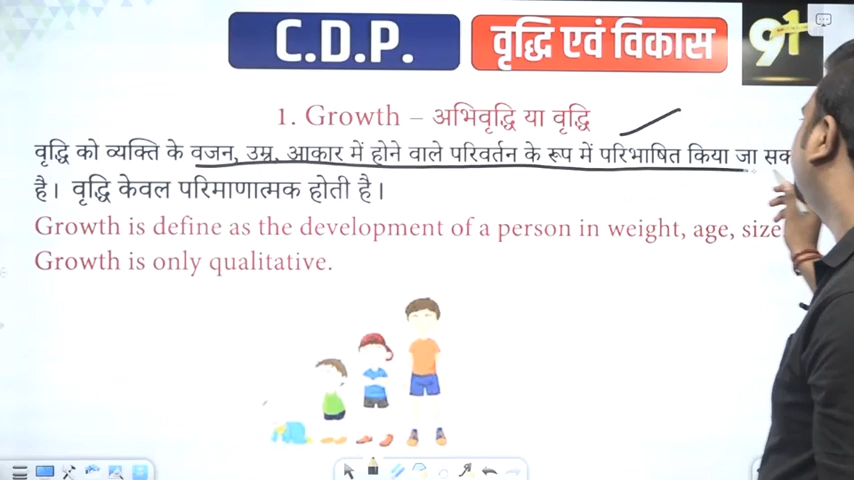 C.D.P. वृद्धि एवं विकास 91
1. Growth – अभिवृद्धि या वृद्धि
वृद्धि को व्यक्ति के वजन, उम्र, आकार में होने वाले परिवर्तन के रूप में परिभाषित किया जा
है। वृद्धि केवल परिमाणात्मक होती है।
Growth is define as the development of a person in weight, age, size
Growth is only qualitative.